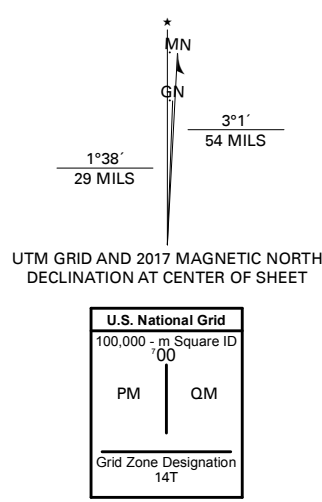 ★
MN
GN
3°1´
54 MILS
1°38´
29 MILS
UTM GRID AND 2017 MAGNETIC NORTH
DECLINATION AT CENTER OF SHEET
U.S. National Grid
100,000 - m Square ID
⁷00
PM QM
Grid Zone Designation
14T